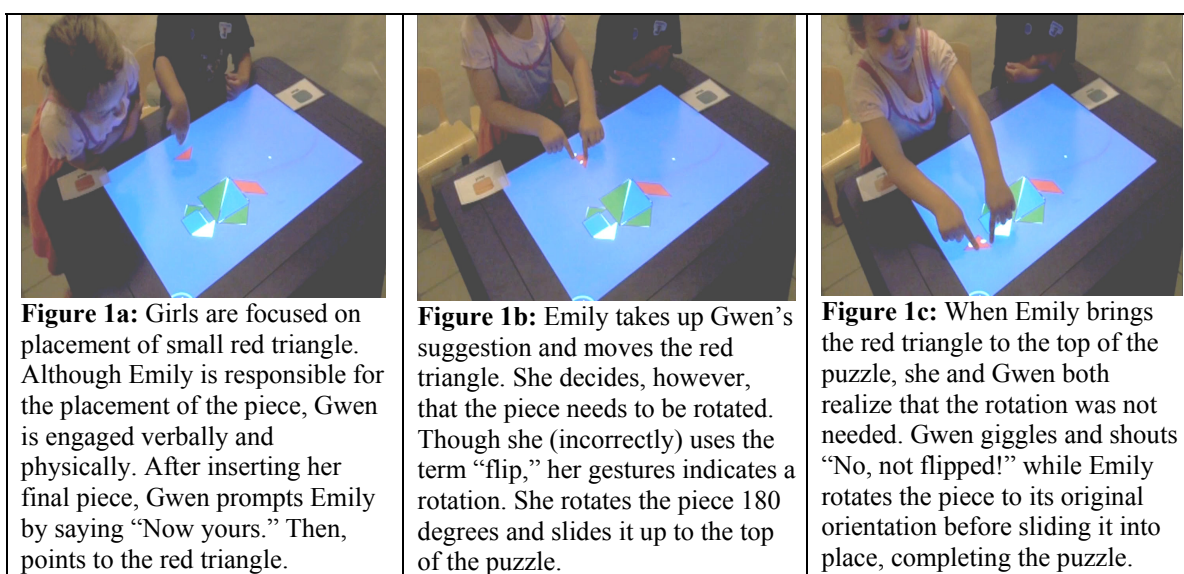 Figure 1a: Girls are focused on
placement of small red triangle.
Although Emily is responsible for
the placement of the piece, Gwen
is engaged verbally and
physically. After inserting her
final piece, Gwen prompts Emily
by saying “Now yours.” Then,
points to the red triangle.
Figure 1b: Emily takes up Gwen’s
suggestion and moves the red
triangle. She decides, however,
that the piece needs to be rotated.
Though she (incorrectly) uses the
term “flip,” her gestures indicates a
rotation. She rotates the piece 180
degrees and slides it up to the top
of the puzzle.
Figure 1c: When Emily brings
the red triangle to the top of the
puzzle, she and Gwen both
realize that the rotation was not
needed. Gwen giggles and shouts
“No, not flipped!” while Emily
rotates the piece to its original
orientation before sliding it into
place, completing the puzzle.